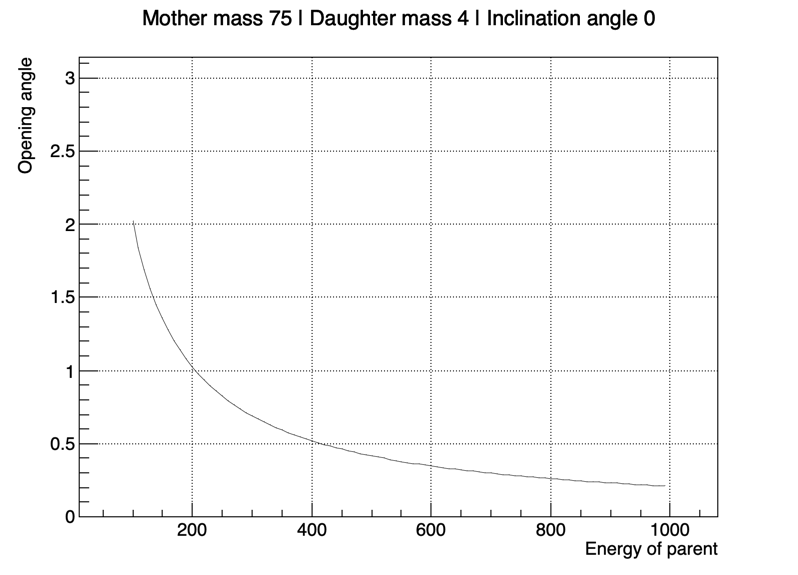 Mother mass 75 | Daughter mass 4 | Inclination angle 0
Opening angle
3
2.5
2
1.5
1
0.5
0
200 400 600 800 1000
Energy of parent